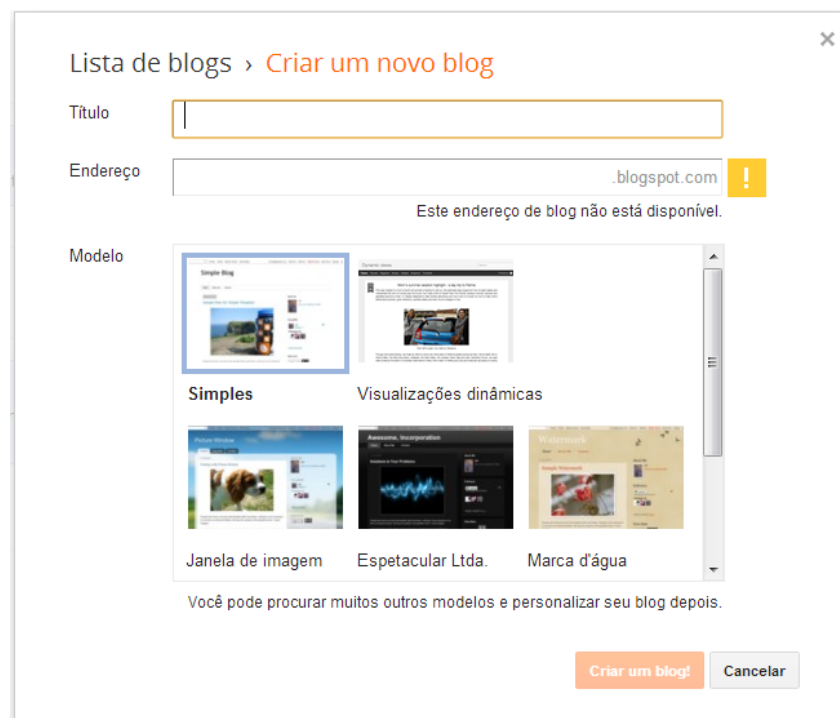 ×
Lista de blogs › Criar um novo blog
Título
Endereço .blogspot.com !
Este endereço de blog não está disponível.
Modelo
Simple Blog
Simples
Visualizações dinâmicas
Picture Window
Awesome, Incorporation
Watermark
Janela de imagem
Espetacular Ltda.
Marca d'água
Você pode procurar muitos outros modelos e personalizar seu blog depois.
Criar um blog! Cancelar